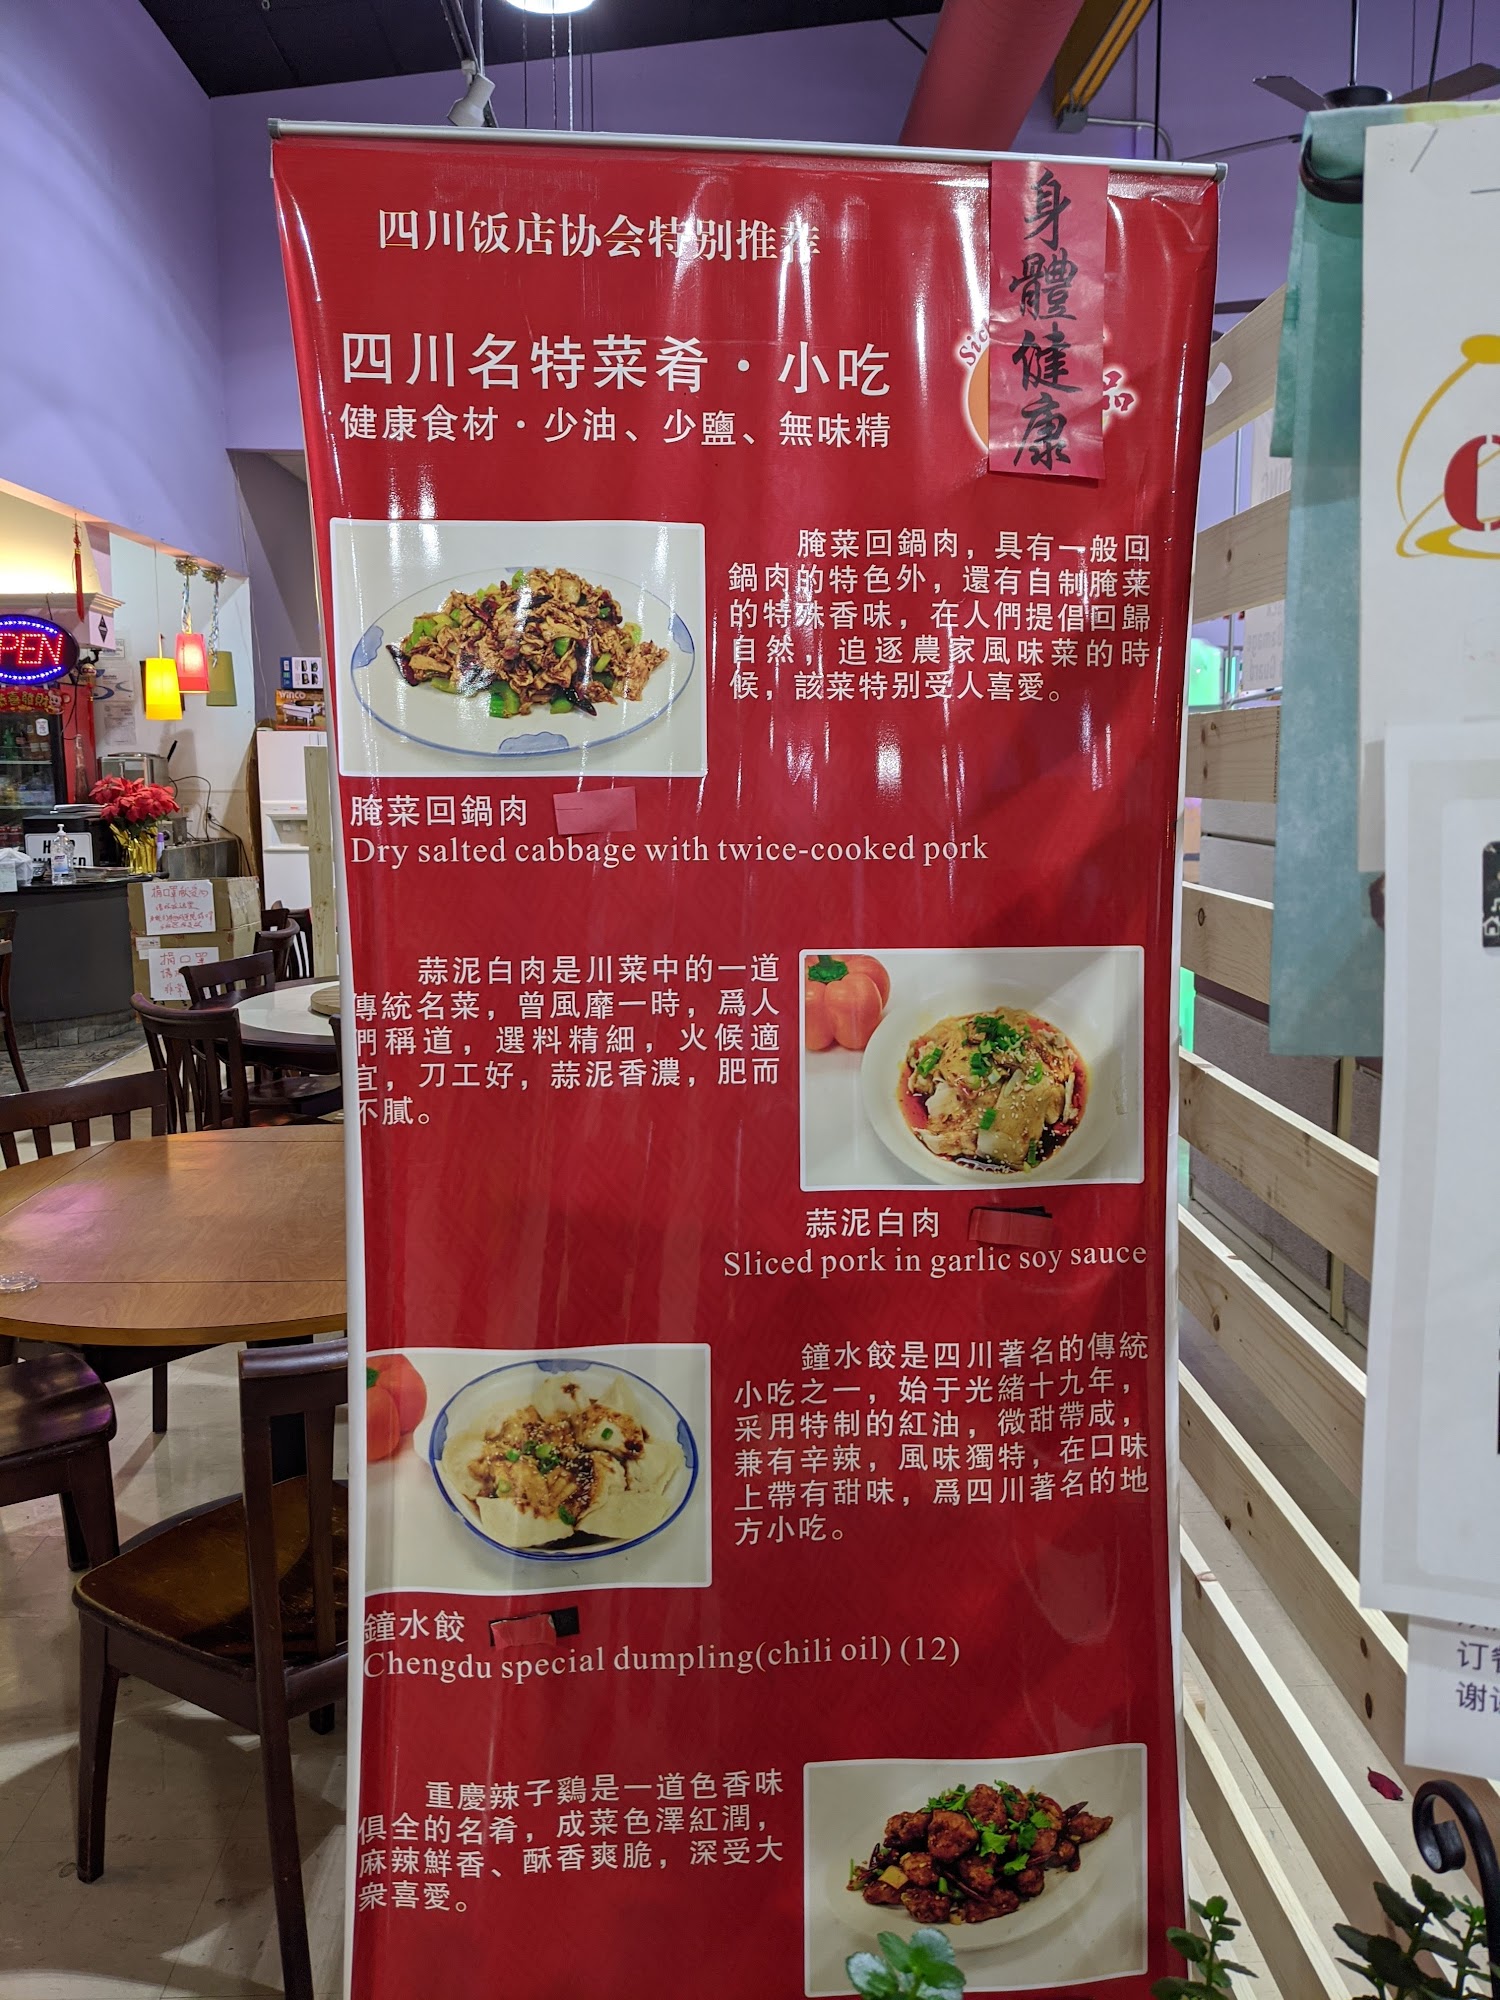 四川饭店协会特别推荐
身體健康
四川名特菜肴·小吃
健康食材·少油、少鹽、無味精
品
腌菜回鍋肉，具有一般回
鍋肉的特色外，還有自制腌菜
的特殊香味，在人們提倡回歸
自然，追逐農家風味菜的時
候，該菜特别受人喜愛。
腌菜回鍋肉
Dry salted cabbage with twice-cooked pork
蒜泥白肉是川菜中的一道
傳統名菜，曾風靡一時，爲人
們稱道，選料精細，火候適
宜，刀工好，蒜泥香濃，肥而
不膩。
蒜泥白肉
Sliced pork in garlic soy sauce
鐘水餃是四川著名的傳統
小吃之一，始于光緒十九年，
采用特制的紅油，微甜帶咸，
兼有辛辣，風味獨特，在口味
上帶有甜味，爲四川著名的地
方小吃。
鐘水餃
Chengdu special dumpling(chili oil) (12)
重慶辣子鷄是一道色香味
俱全的名肴，成菜色澤紅潤，
麻辣鮮香、酥香爽脆，深受大
衆喜愛。
PEN
winco
捐口罩
订
谢